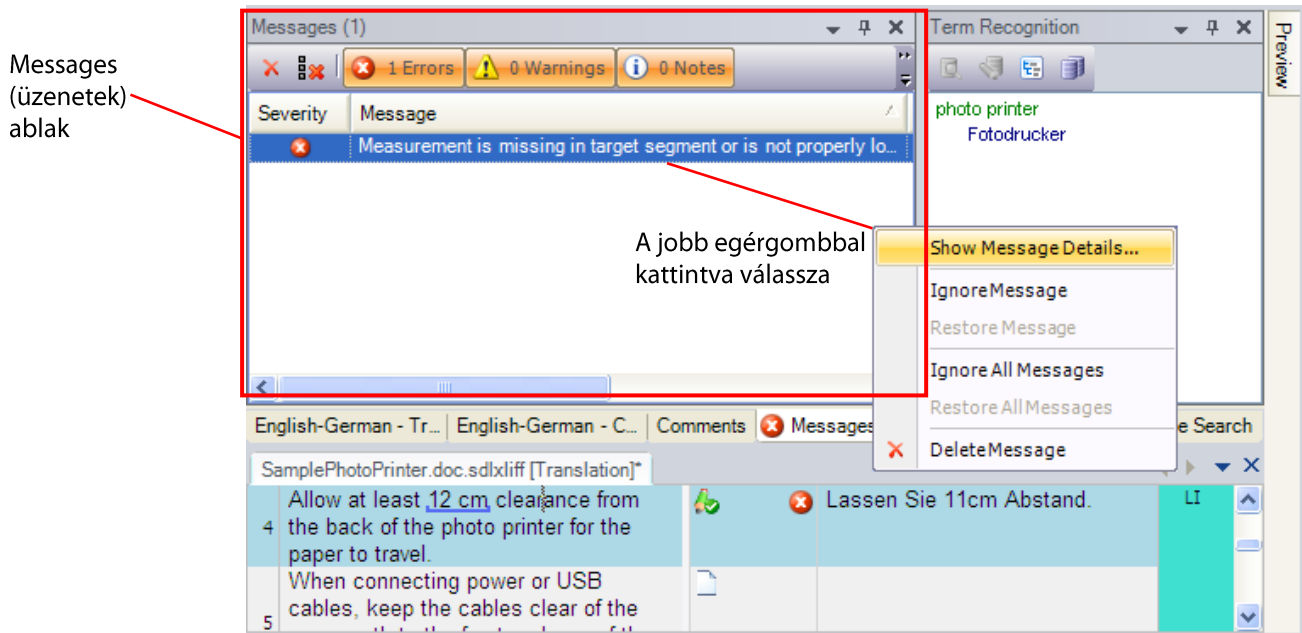 Messages (1)
Term Recognition
Preview
Messages
(üzenetek)
ablak
1 Errors
0 Warnings
0 Notes
Severity
Message
photo printer
Fotodrucker
Measurement is missing in target segment or is not properly lo...
A jobb egérgombbal
kattintva válassza
Show Message Details...
Ignore Message
Restore Message
Ignore All Messages
Restore All Messages
Delete Message
English-German - Tr...
English-German - C...
Comments
Messages
e Search
SamplePhotoPrinter.doc.sdlxliff [Translation]*
4
Allow at least 12 cm clearance from
the back of the photo printer for the
paper to travel.
Lassen Sie 11cm Abstand.
LI
5
When connecting power or USB
cables, keep the cables clear of the